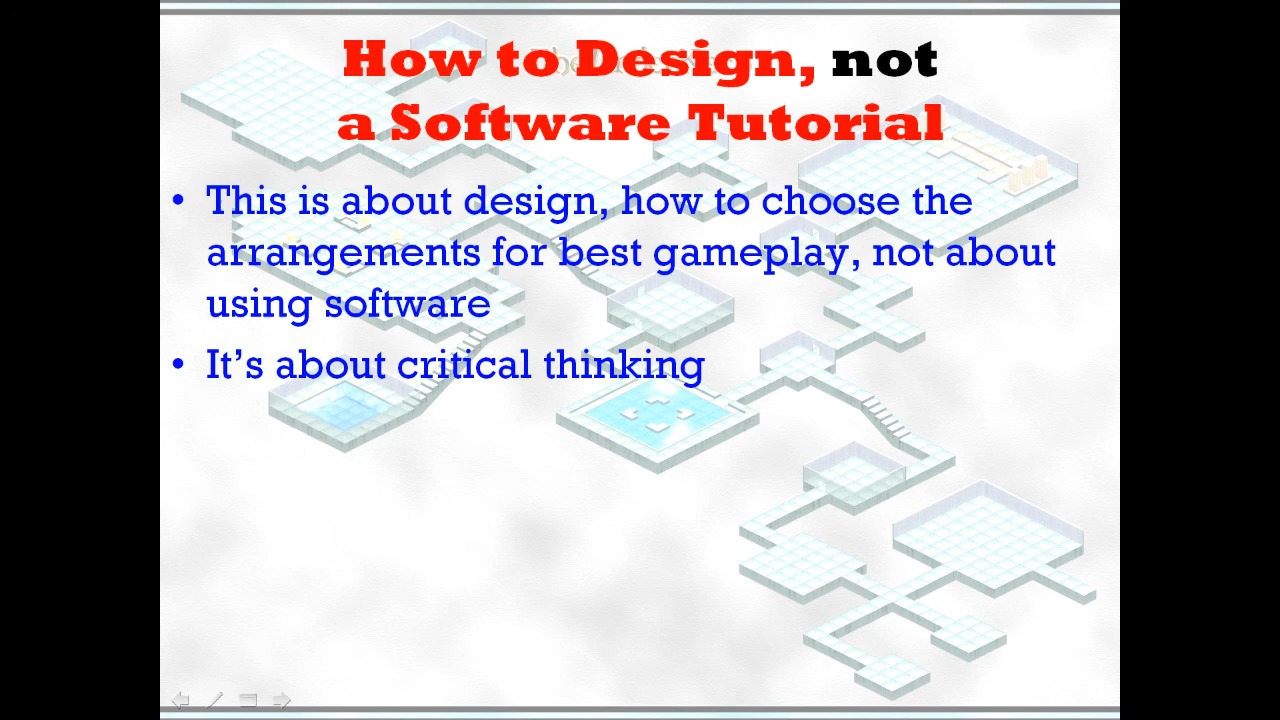 How to Design, not
a Software Tutorial
• This is about design, how to choose the
arrangements for best gameplay, not about
using software
• It's about critical thinking